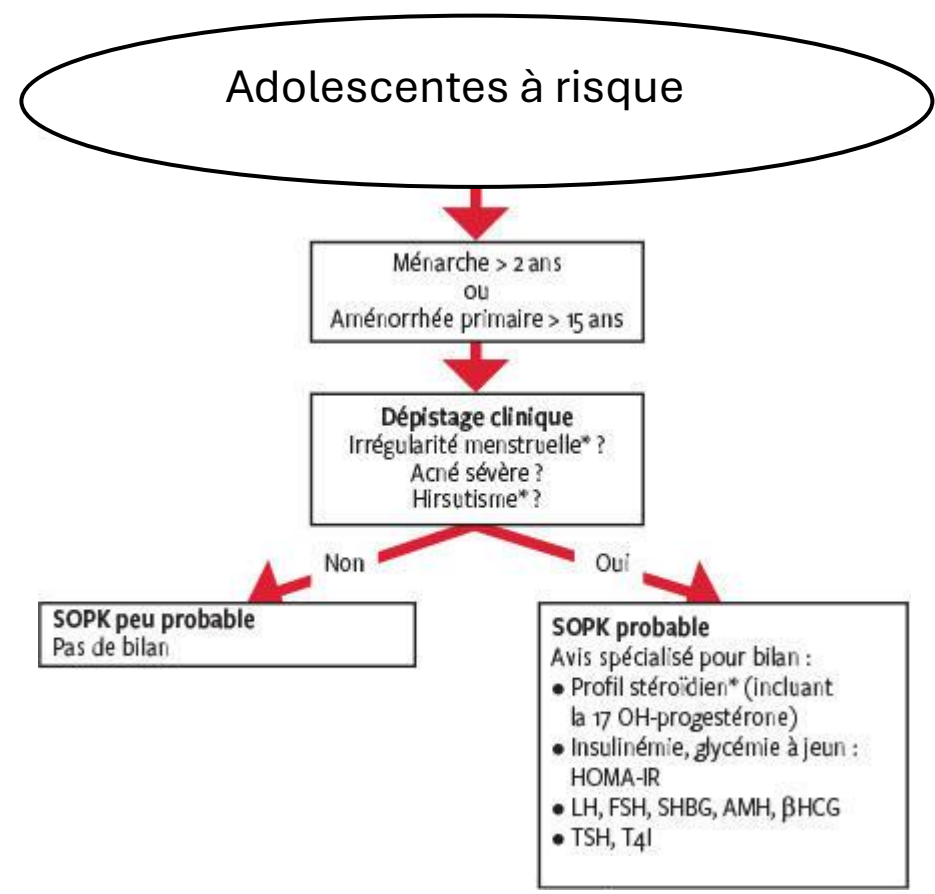 Adolescentes à risque
Ménarche > 2 ans
ou
Aménorrhée primaire > 15 ans
Dépistage clinique
Irrégularité menstruelle* ?
Acné sévère ?
Hirsutisme* ?
Non
Oui
SOPK peu probable
Pas de bilan
SOPK probable
Avis spécialisé pour bilan :
● Profil stéroïdien* (incluant
la 17 OH-progestérone)
● Insulinémie, glycémie à jeun :
HOMA-IR
● LH, FSH, SHBG, AMH, βHCG
● TSH, T4l